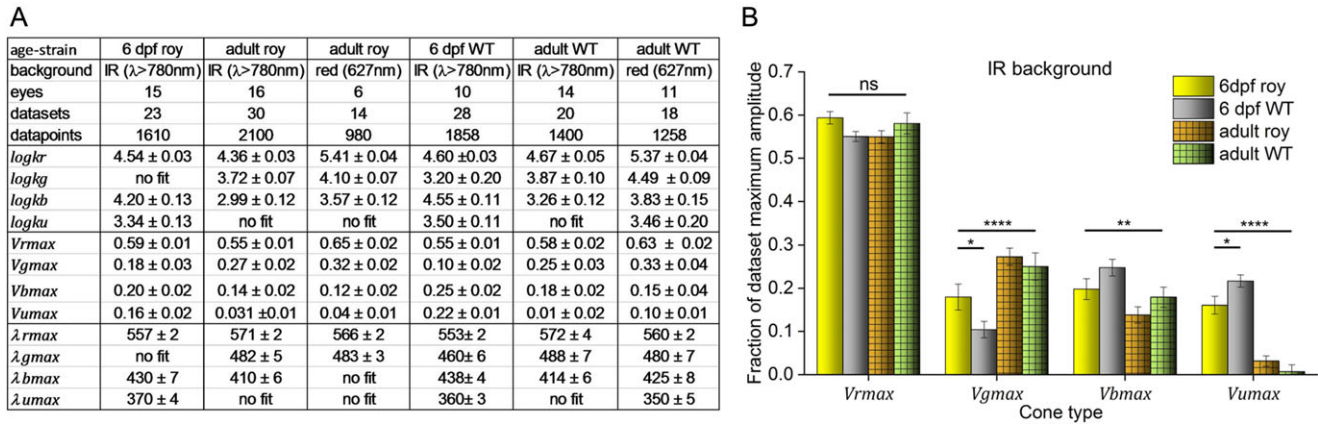 A
age-strain 6 dpf roy adult roy adult roy 6 dpf WT adult WT adult WT
background IR (λ>780nm) IR (λ>780nm) red (627nm) IR (λ>780nm) IR (λ>780nm) red (627nm)
eyes 15 16 6 10 14 11
datasets 23 30 14 28 20 18
datapoints 1610 2100 980 1858 1400 1258
logkr 4.54 ± 0.03 4.36 ± 0.03 5.41 ± 0.04 4.60 ±0.03 4.67 ± 0.05 5.37 ± 0.04
logkg no fit 3.72 ± 0.07 4.10 ± 0.07 3.20 ± 0.20 3.87 ± 0.10 4.49 ± 0.09
logkb 4.20 ± 0.13 2.99 ± 0.12 3.57 ± 0.12 4.55 ± 0.11 3.26 ± 0.12 3.83 ± 0.15
logku 3.34 ± 0.13 no fit no fit 3.50 ± 0.11 no fit 3.46 ± 0.20
Vrmax 0.59 ± 0.01 0.55 ± 0.01 0.65 ± 0.02 0.55 ± 0.01 0.58 ± 0.02 0.63 ± 0.02
Vgmax 0.18 ± 0.03 0.27 ± 0.02 0.32 ± 0.02 0.10 ± 0.02 0.25 ± 0.03 0.33 ± 0.04
Vbmax 0.20 ± 0.02 0.14 ± 0.02 0.12 ± 0.02 0.25 ± 0.02 0.18 ± 0.02 0.15 ± 0.04
Vumax 0.16 ± 0.02 0.031 ±0.01 0.04 ± 0.01 0.22 ± 0.01 0.01 ± 0.02 0.10 ± 0.01
λrmax 557 ± 2 571 ± 2 566 ± 2 553± 2 572 ± 4 560 ± 2
λgmax no fit 482 ± 5 483 ± 3 460± 6 488 ± 7 480 ± 7
λbmax 430 ± 7 410 ± 6 no fit 438± 4 414 ± 6 425 ± 8
λumax 370 ± 4 no fit no fit 360± 3 no fit 350 ± 5
B
IR background
6dpf roy
6 dpf WT
adult roy
adult WT
Fraction of dataset maximum amplitude
0.7
0.6
0.5
0.4
0.3
0.2
0.1
0.0
ns
****
*
**
****
*
Vrmax Vgmax Vbmax Vumax
Cone type